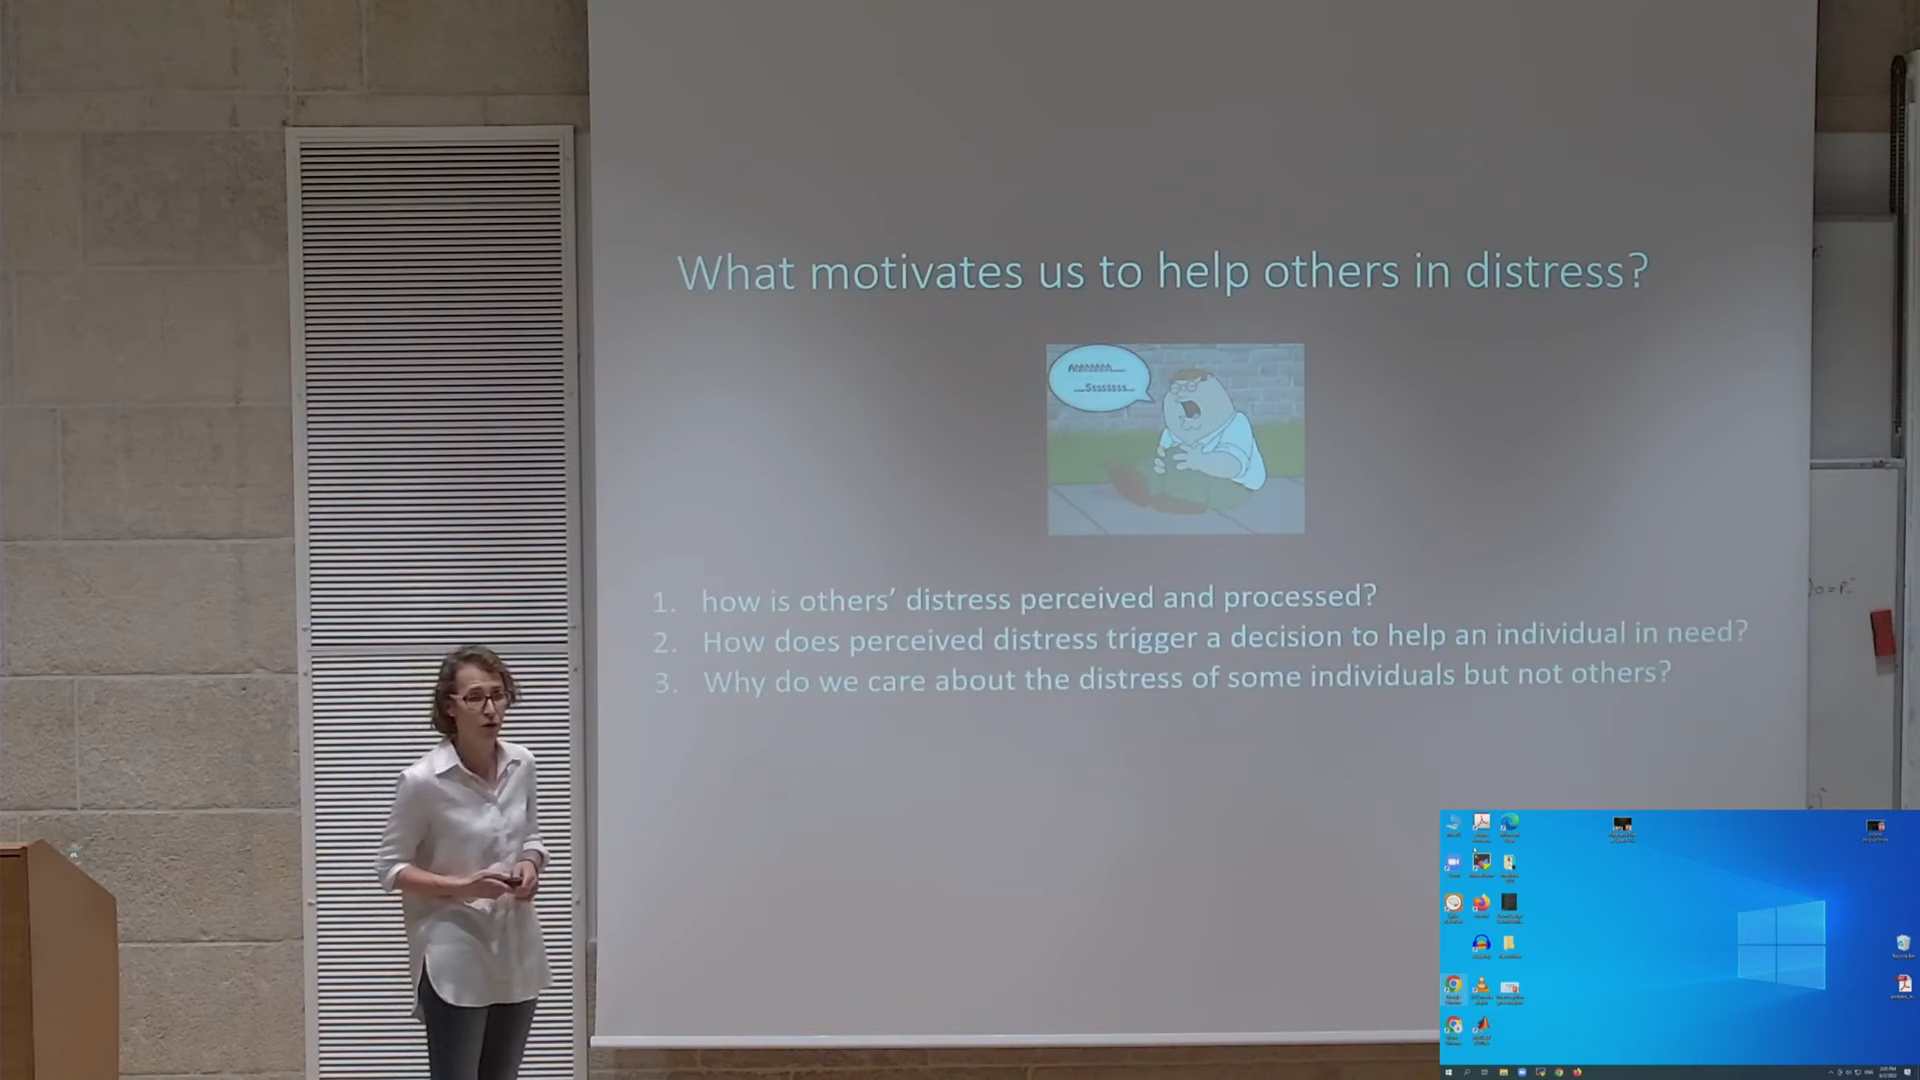 What motivates us to help others in distress?
1. how is others’ distress perceived and processed?
2. How does perceived distress trigger a decision to help an individual in need?
3. Why do we care about the distress of some individuals but not others?